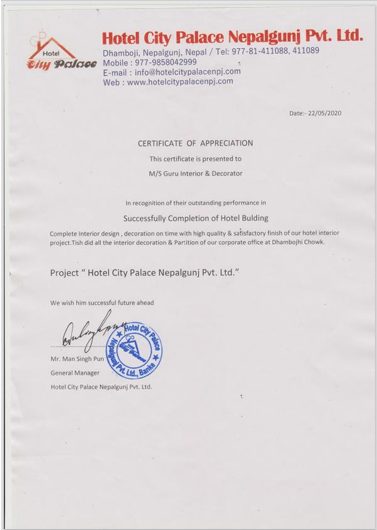 Hotel City Palace Nepalgunj Pvt. Ltd.
Hotel
City Palace
Dhamboji, Nepalgunj, Nepal / Tel: 977-81-411088, 411089
Mobile : 977-9858042999
E-mail : info@hotelcitypalacenpj.com
Web : www.hotelcitypalacenpj.com
Date:- 22/05/2020
CERTIFICATE OF APPRECIATION
This certificate is presented to
M/S Guru Interior & Decorator
In recognition of their outstanding performance in
Successfully Completion of Hotel Bulding
Complete Interior design , decoration on time with high quality & satisfactory finish of our hotel interior
project.Tish did all the interior decoration & Partition of our corporate office at Dhambojhi Chowk.
Project " Hotel City Palace Nepalgunj Pvt. Ltd."
We wish him successful future ahead
Hotel City Palace
Nepalgunj Pvt. Ltd., Banke
Mr. Man Singh Pun
General Manager
Hotel City Palace Nepalgunj Pvt. Ltd.